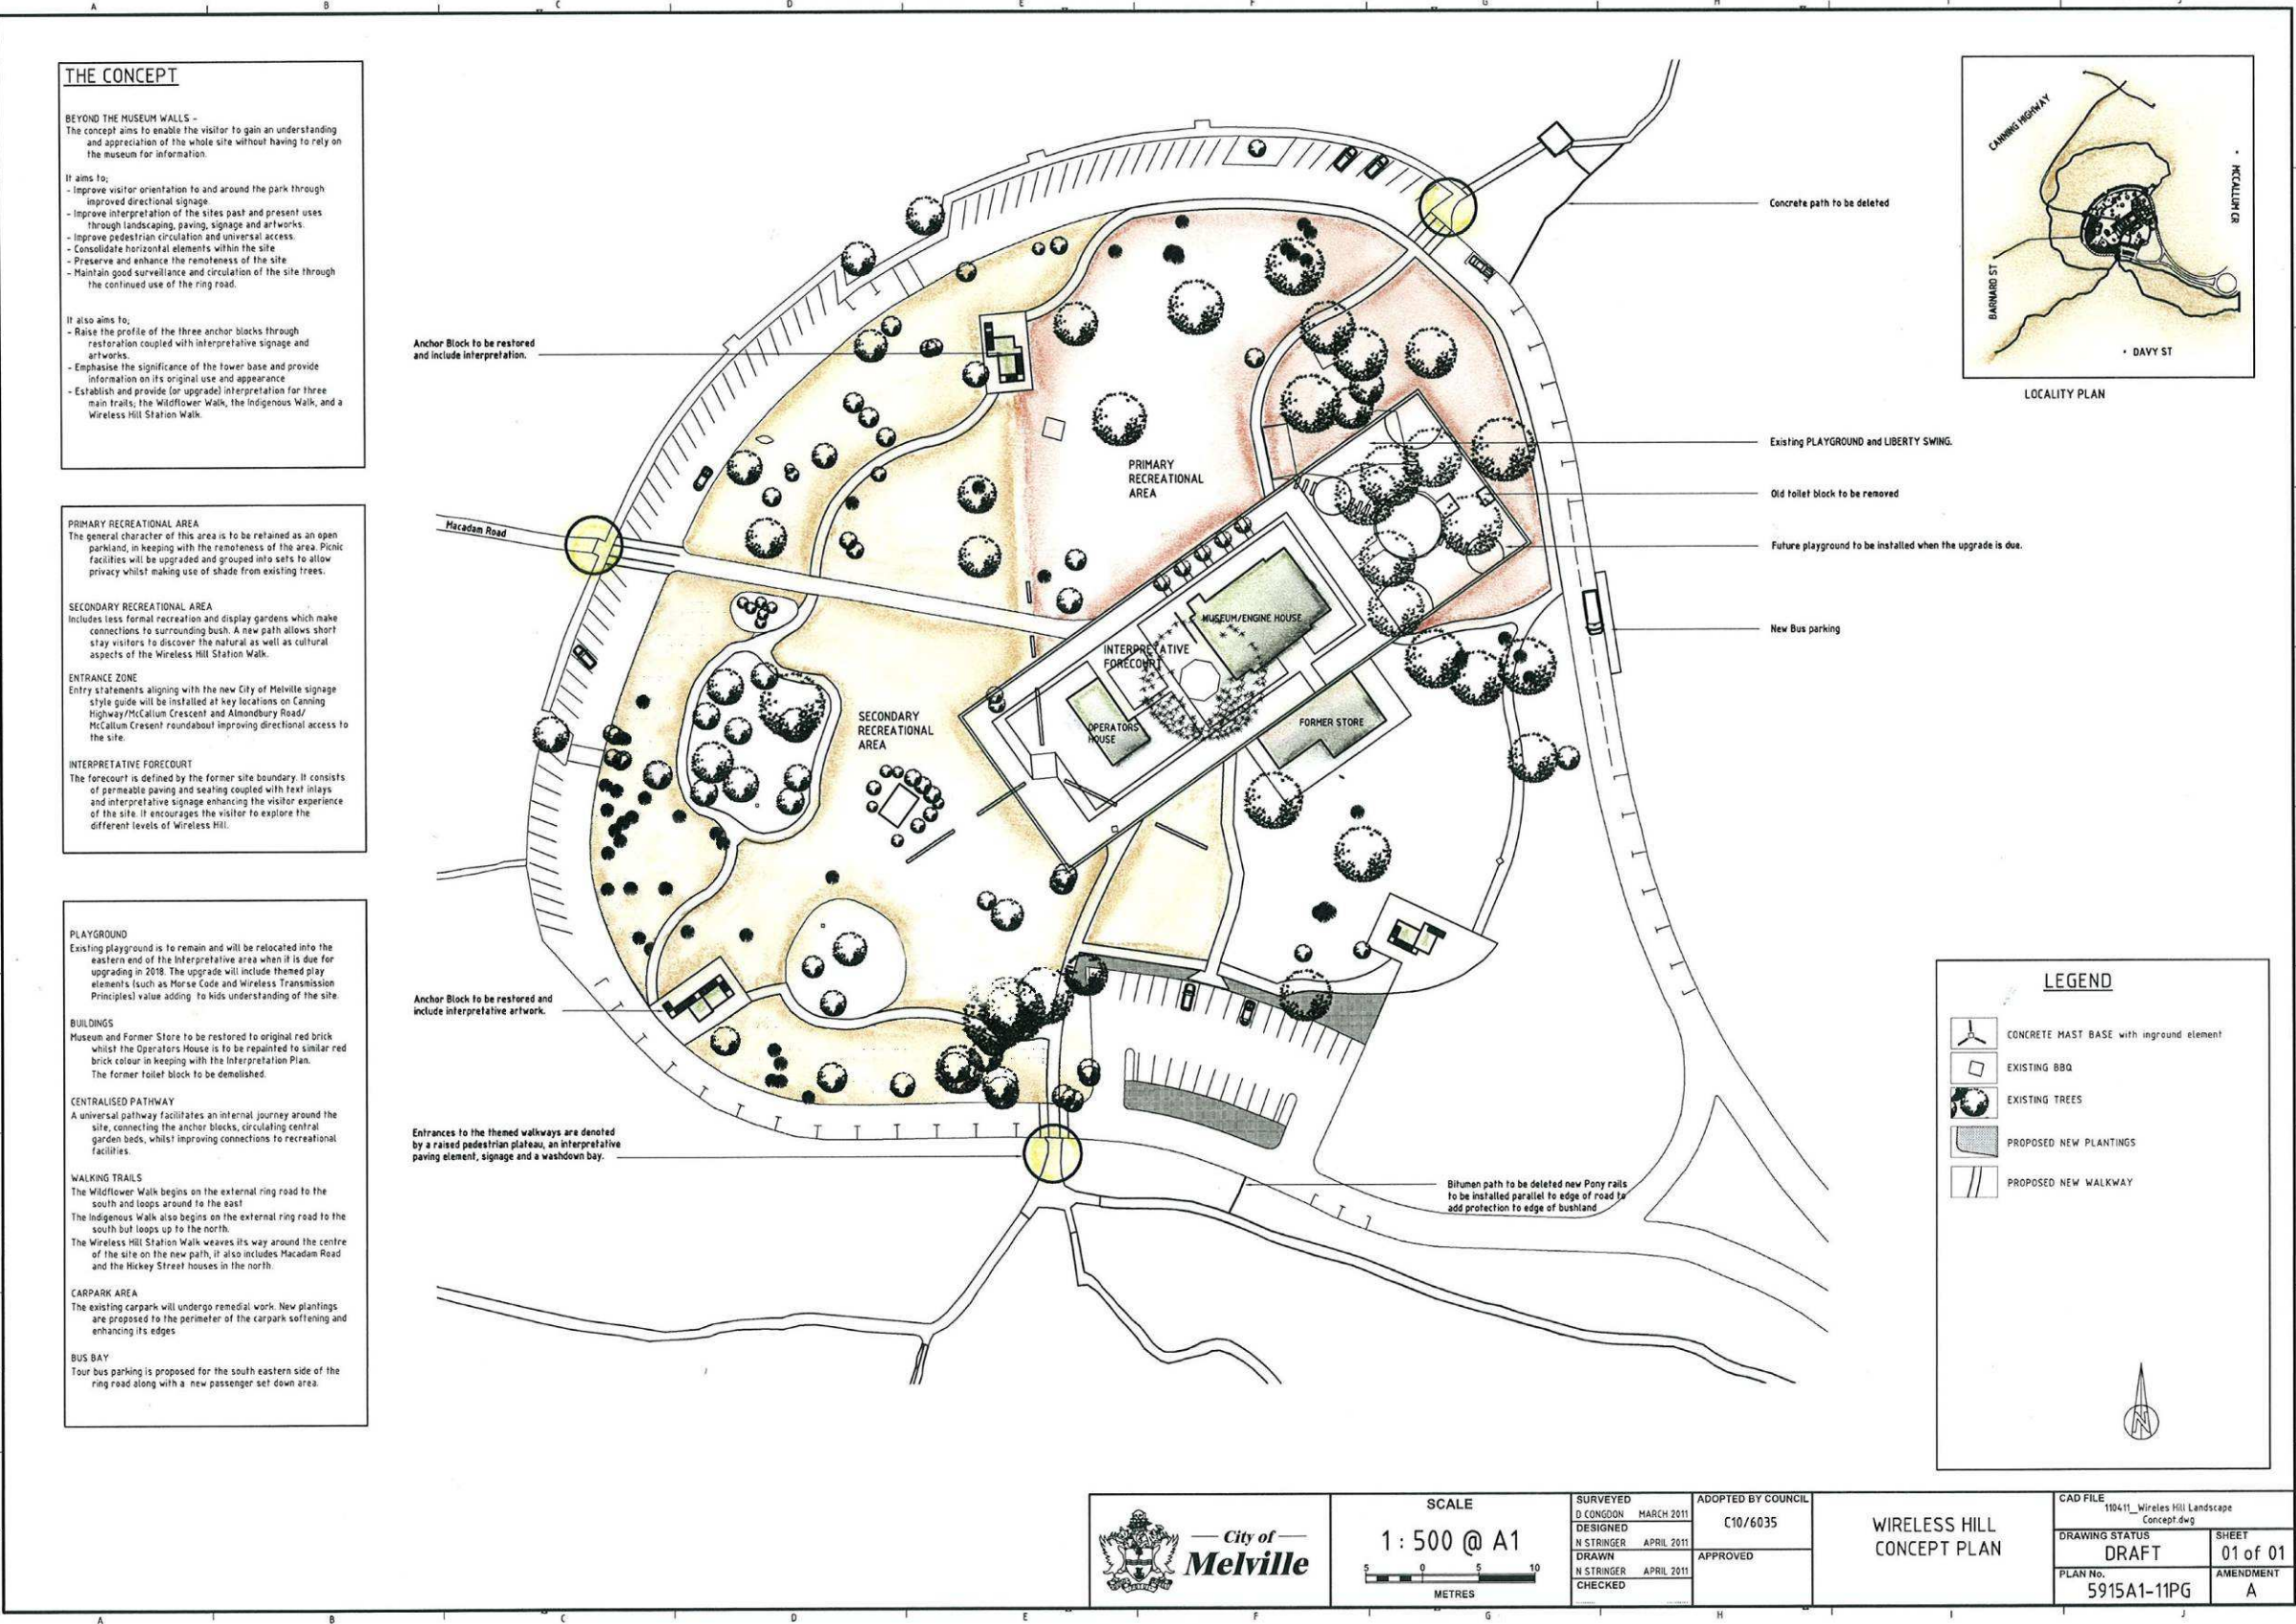 THE CONCEPT
BEYOND THE MUSEUM WALLS -
The concept aims to enable the visitor to gain an understanding
and appreciation of the whole site without having to rely on
the museum for information.
It aims to;
- Improve visitor orientation to and around the park through
improved directional signage.
- Improve interpretation of the sites past and present uses
through landscaping, paving, signage and artworks.
- Improve pedestrian circulation and universal access.
- Consolidate horizontal elements within the site
- Preserve and enhance the remoteness of the site
- Maintain good surveillance and circulation of the site through
the continued use of the ring road.
It also aims to;
- Raise the profile of the three anchor blocks through
restoration coupled with interpretive signage and
artworks.
- Emphasise the significance of the tower base and provide
information on its original use and appearance
- Establish and provide (or upgrade) interpretation for three
main trails; the Wildflower Walk, the Indigenous Walk, and a
Wireless Hill Station Walk.
PRIMARY RECREATIONAL AREA
The general character of this area is to be retained as an open
parkland, in keeping with the remoteness of the area. Picnic
facilities will be upgraded and grouped into sets to allow
privacy whilst making use of shade from existing trees.
SECONDARY RECREATIONAL AREA
Includes less formal recreation and display gardens which make
connections to surrounding bush. A new path allows short
stay visitors to discover the natural as well as cultural
aspects of the Wireless Hill Station Walk.
ENTRANCE ZONE
Entry statements aligning with the new City of Melville signage
style guide will be installed at key locations on Canning
Highway/McCallum Crescent and Almondbury Road/
McCallum Cresent roundabout improving directional access to
the site.
INTERPRETATIVE FORECOURT
The forecourt is defined by the former site boundary. It consists
of permeable paving and seating coupled with text inlays
and interpretive signage enhancing the visitor experience
of the site. It encourages the visitor to explore the
different levels of Wireless Hill.
PLAYGROUND
Existing playground is to remain and will be relocated into the
eastern end of the Interpretative area when it is due for
upgrading in 2018. The upgrade will include themed play
elements (such as Morse Code and Wireless Transmission
Principles) value adding to kids understanding of the site.
BUILDINGS
Museum and Former Store to be restored to original red brick
whilst the Operators House is to be repainted to similar red
brick colour in keeping with the Interpretation Plan.
The former toilet block to be demolished.
CENTRALISED PATHWAY
A universal pathway facilitates an internal journey around the
site, connecting the anchor blocks, circulating central
garden beds, whilst improving connections to recreational
facilities.
WALKING TRAILS
The Wildflower Walk begins on the external ring road to the
south and loops around to the east
The Indigenous Walk also begins on the external ring road to the
south but loops up to the north.
The Wireless Hill Station Walk weaves its way around the centre
of the site on the new path, it also includes Macadam Road
and the Hickey Street houses in the north.
CARPARK AREA
The existing carpark will undergo remedial work. New plantings
are proposed to the perimeter of the carpark softening and
enhancing its edges
BUS BAY
Tour bus parking is proposed for the south eastern side of the
ring road along with a new passenger set down area.
Anchor Block to be restored
and include interpretation.
Macadam Road
Anchor Block to be restored and
include interpretative artwork.
Entrances to the themed walkways are denoted
by a raised pedestrian plateau, an interpretative
paving element, signage and a washdown bay.
PRIMARY
RECREATIONAL
AREA
SECONDARY
RECREATIONAL
AREA
MUSEUM/ENGINE HOUSE
INTERPRETATIVE
FORECOURT
OPERATORS
HOUSE
FORMER STORE
Concrete path to be deleted
Existing PLAYGROUND and LIBERTY SWING.
Old toilet block to be removed
Future playground to be installed when the upgrade is due.
New Bus parking
Bitumen path to be deleted new Pony rails
to be installed parallel to edge of road to
add protection to edge of bushland
CANNING HIGHWAY
MCCALLUM CR
BARNARD ST
DAVY ST
LOCALITY PLAN
LEGEND
CONCRETE MAST BASE with inground element
EXISTING BBQ
EXISTING TREES
PROPOSED NEW PLANTINGS
PROPOSED NEW WALKWAY
N
City of
Melville
SCALE
1 : 500 @ A1
5 0 5 10
METRES
SURVEYED
D CONGDON MARCH 2011
DESIGNED
N STRINGER APRIL 2011
DRAWN
N STRINGER APRIL 2011
CHECKED
ADOPTED BY COUNCIL
C10/6035
APPROVED
WIRELESS HILL
CONCEPT PLAN
CAD FILE
110411_Wireles Hill Landscape
Concept.dwg
DRAWING STATUS
DRAFT
SHEET
01 of 01
PLAN No.
5915A1-11PG
AMENDMENT
A
A B C D E F G H I J